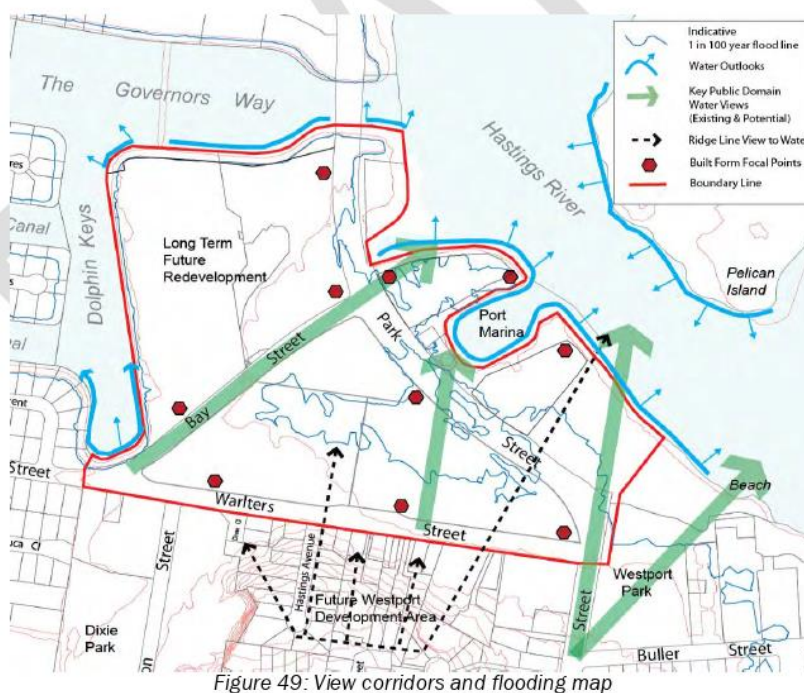 Indicative
1 in 100 year flood line
Water Outlooks
Key Public Domain
Water Views
(Existing & Potential)
Ridge Line View to Water
Built Form Focal Points
Boundary Line
The Governors Way
Hastings River
Canal
Dolphin Keys
Long Term
Future
Redevelopment
Pelican
Island
Port
Marina
Park
Street
Bay
Street
Street
Beach
Warlters
Street
Street
Hastings Avenue
Future Westport
Development Area
Westport
Park
Street
Dixie
Park
Street
Buller
Street
Figure 49: View corridors and flooding map